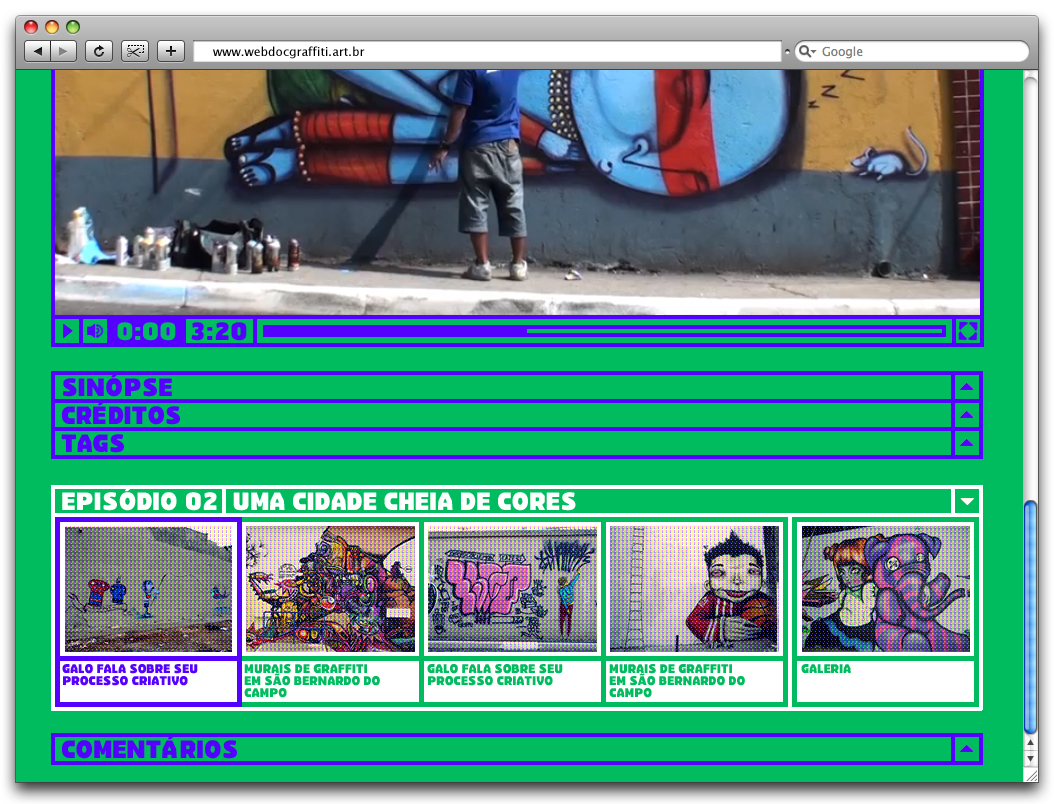 www.webdocgraffiti.art.br
Google
Z
Z
Z
0:00 3:20
SINÓPSE
CRÉDITOS
TAGS
EPISÓDIO 02 UMA CIDADE CHEIA DE CORES
GALO FALA SOBRE SEU
PROCESSO CRIATIVO
MURAIS DE GRAFFITI
EM SÃO BERNARDO DO
CAMPO
GALO FALA SOBRE SEU
PROCESSO CRIATIVO
MURAIS DE GRAFFITI
EM SÃO BERNARDO DO
CAMPO
GALERIA
COMENTÁRIOS